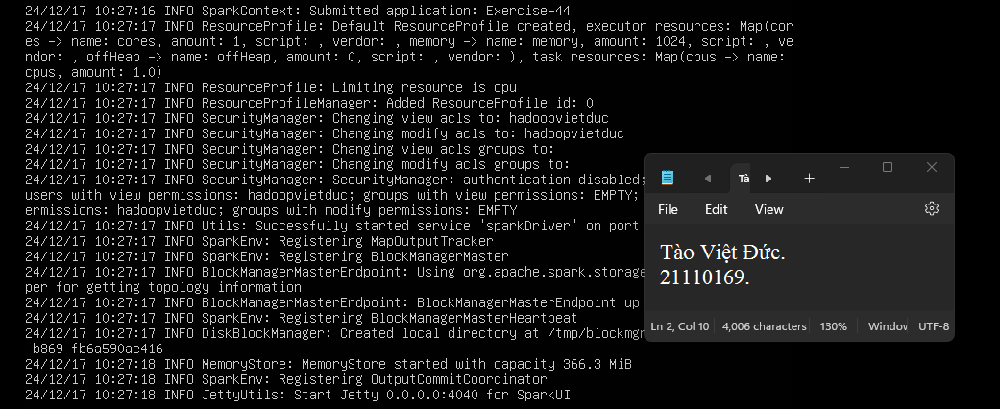 24/12/17 10:27:16 INFO SparkContext: Submitted application: Exercise-44
24/12/17 10:27:17 INFO ResourceProfile: Default ResourceProfile created, executor resources: Map(cor
es -> name: cores, amount: 1, script: , vendor: , memory -> name: memory, amount: 1024, script: , ve
ndor: , offHeap -> name: offHeap, amount: 0, script: , vendor: ), task resources: Map(cpus -> name:
cpus, amount: 1.0)
24/12/17 10:27:17 INFO ResourceProfile: Limiting resource is cpu
24/12/17 10:27:17 INFO ResourceProfileManager: Added ResourceProfile id: 0
24/12/17 10:27:17 INFO SecurityManager: Changing view acls to: hadoopvietduc
24/12/17 10:27:17 INFO SecurityManager: Changing modify acls to: hadoopvietduc
24/12/17 10:27:17 INFO SecurityManager: Changing view acls groups to:
24/12/17 10:27:17 INFO SecurityManager: Changing modify acls groups to:
24/12/17 10:27:17 INFO SecurityManager: SecurityManager: authentication disabled;
users with view permissions: hadoopvietduc; groups with view permissions: EMPTY;
ermissions: hadoopvietduc; groups with modify permissions: EMPTY
24/12/17 10:27:17 INFO Utils: Successfully started service 'sparkDriver' on port
24/12/17 10:27:17 INFO SparkEnv: Registering MapOutputTracker
24/12/17 10:27:17 INFO SparkEnv: Registering BlockManagerMaster
24/12/17 10:27:17 INFO BlockManagerMasterEndpoint: Using org.apache.spark.storage
per for getting topology information
24/12/17 10:27:17 INFO BlockManagerMasterEndpoint: BlockManagerMasterEndpoint up
24/12/17 10:27:17 INFO SparkEnv: Registering BlockManagerMasterHeartbeat
24/12/17 10:27:17 INFO DiskBlockManager: Created local directory at /tmp/blockmgr
-b869-fb6a590ae416
24/12/17 10:27:18 INFO MemoryStore: MemoryStore started with capacity 366.3 MiB
24/12/17 10:27:18 INFO SparkEnv: Registering OutputCommitCoordinator
24/12/17 10:27:18 INFO JettyUtils: Start Jetty 0.0.0.0:4040 for SparkUI
Tà
File Edit View
Tào Việt Đức.
21110169.
Ln 2, Col 10 4,006 characters 130% Window UTF-8